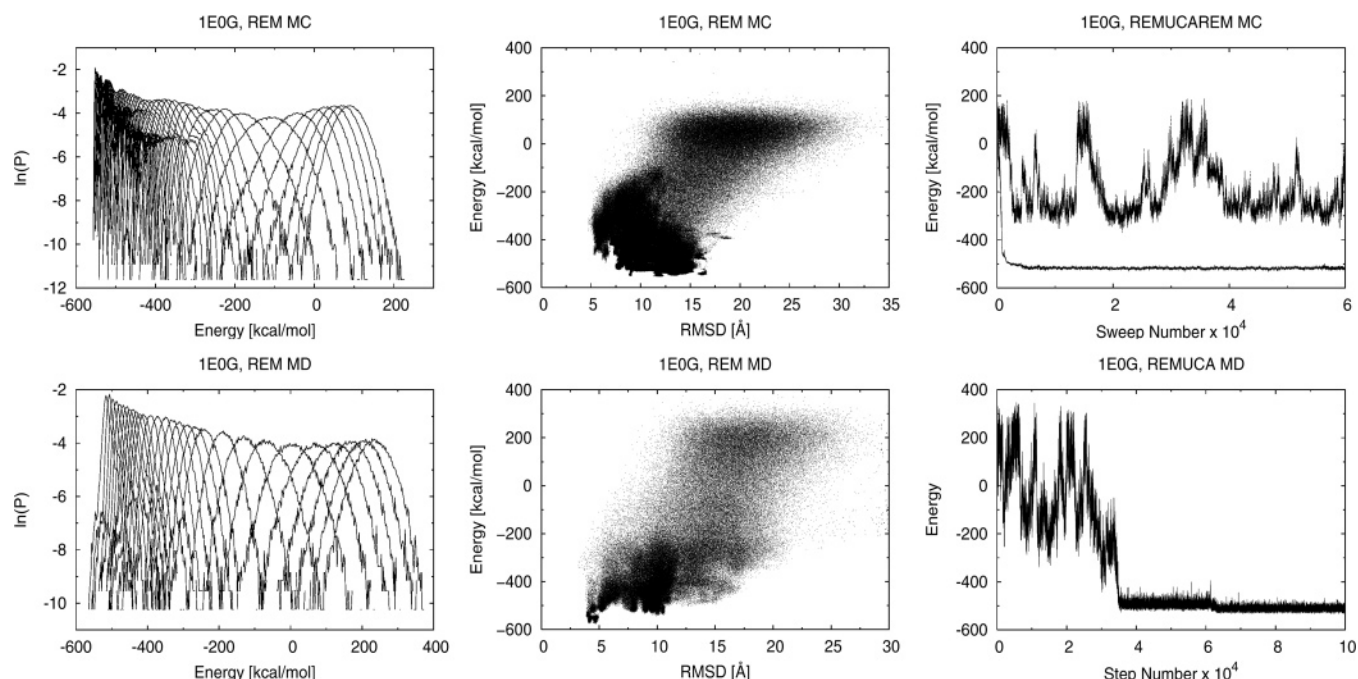 1E0G, REM MC
-2
-4
-6
-8
-10
-12
ln(P)
-600 -400 -200 0 200
Energy [kcal/mol]
1E0G, REM MC
400
200
0
-200
-400
-600
Energy [kcal/mol]
0 5 10 15 20 25 30 35
RMSD [Å]
1E0G, REMUCAREM MC
400
200
0
-200
-400
-600
Energy [kcal/mol]
0 2 4 6
Sweep Number x 10^4
1E0G, REM MD
-2
-4
-6
-8
-10
ln(P)
-600 -400 -200 0 200 400
Energy [kcal/mol]
1E0G, REM MD
400
200
0
-200
-400
-600
Energy [kcal/mol]
0 5 10 15 20 25 30
RMSD [Å]
1E0G, REMUCA MD
400
200
0
-200
-400
-600
Energy
0 2 4 6 8 10
Step Number x 10^4